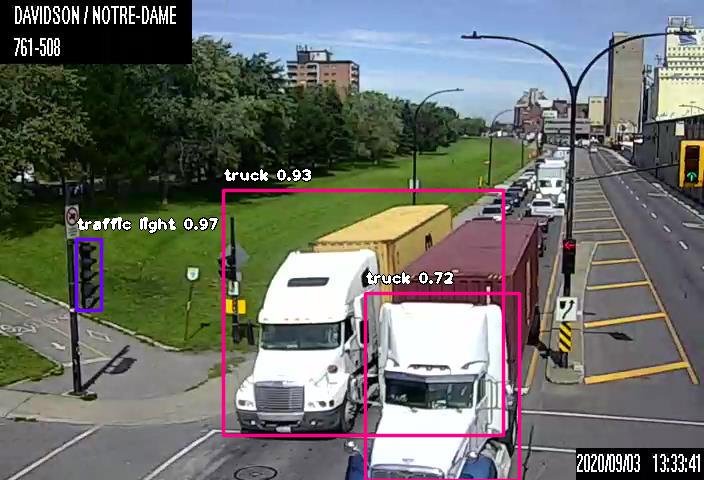 DAVIDSON / NOTRE-DAME
761-508
truck 0.93
traffic light 0.97
truck 0.72
2020/09/03 13:33:41